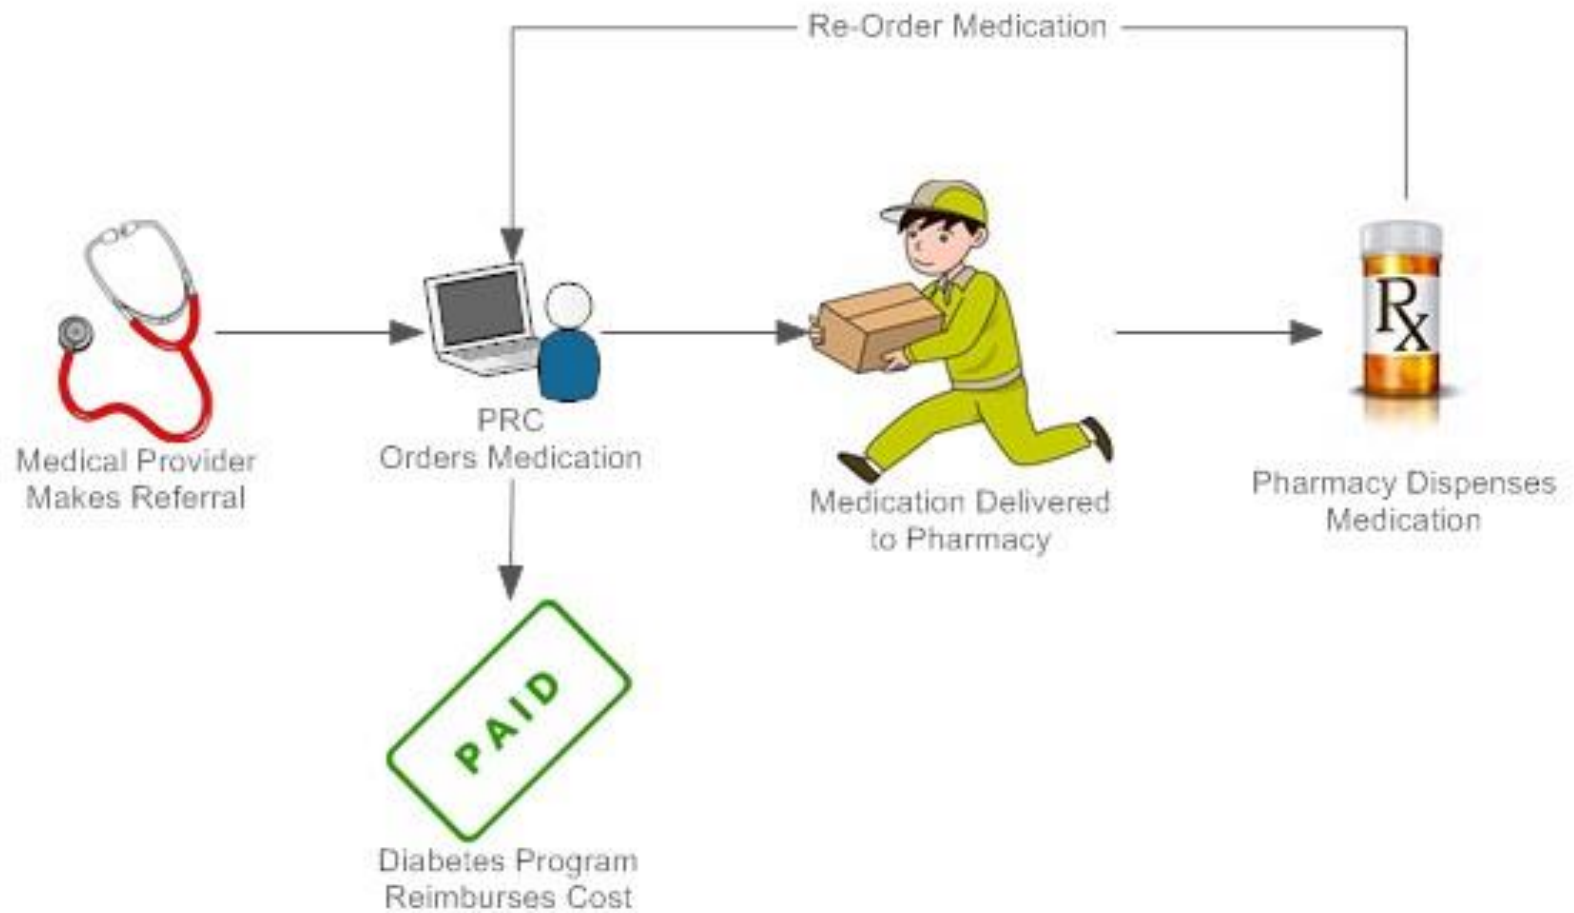 Re-Order Medication
Rx
PRC
Orders Medication
Medical Provider
Makes Referral
Medication Delivered
to Pharmacy
Pharmacy Dispenses
Medication
PAID
Diabetes Program
Reimburses Cost